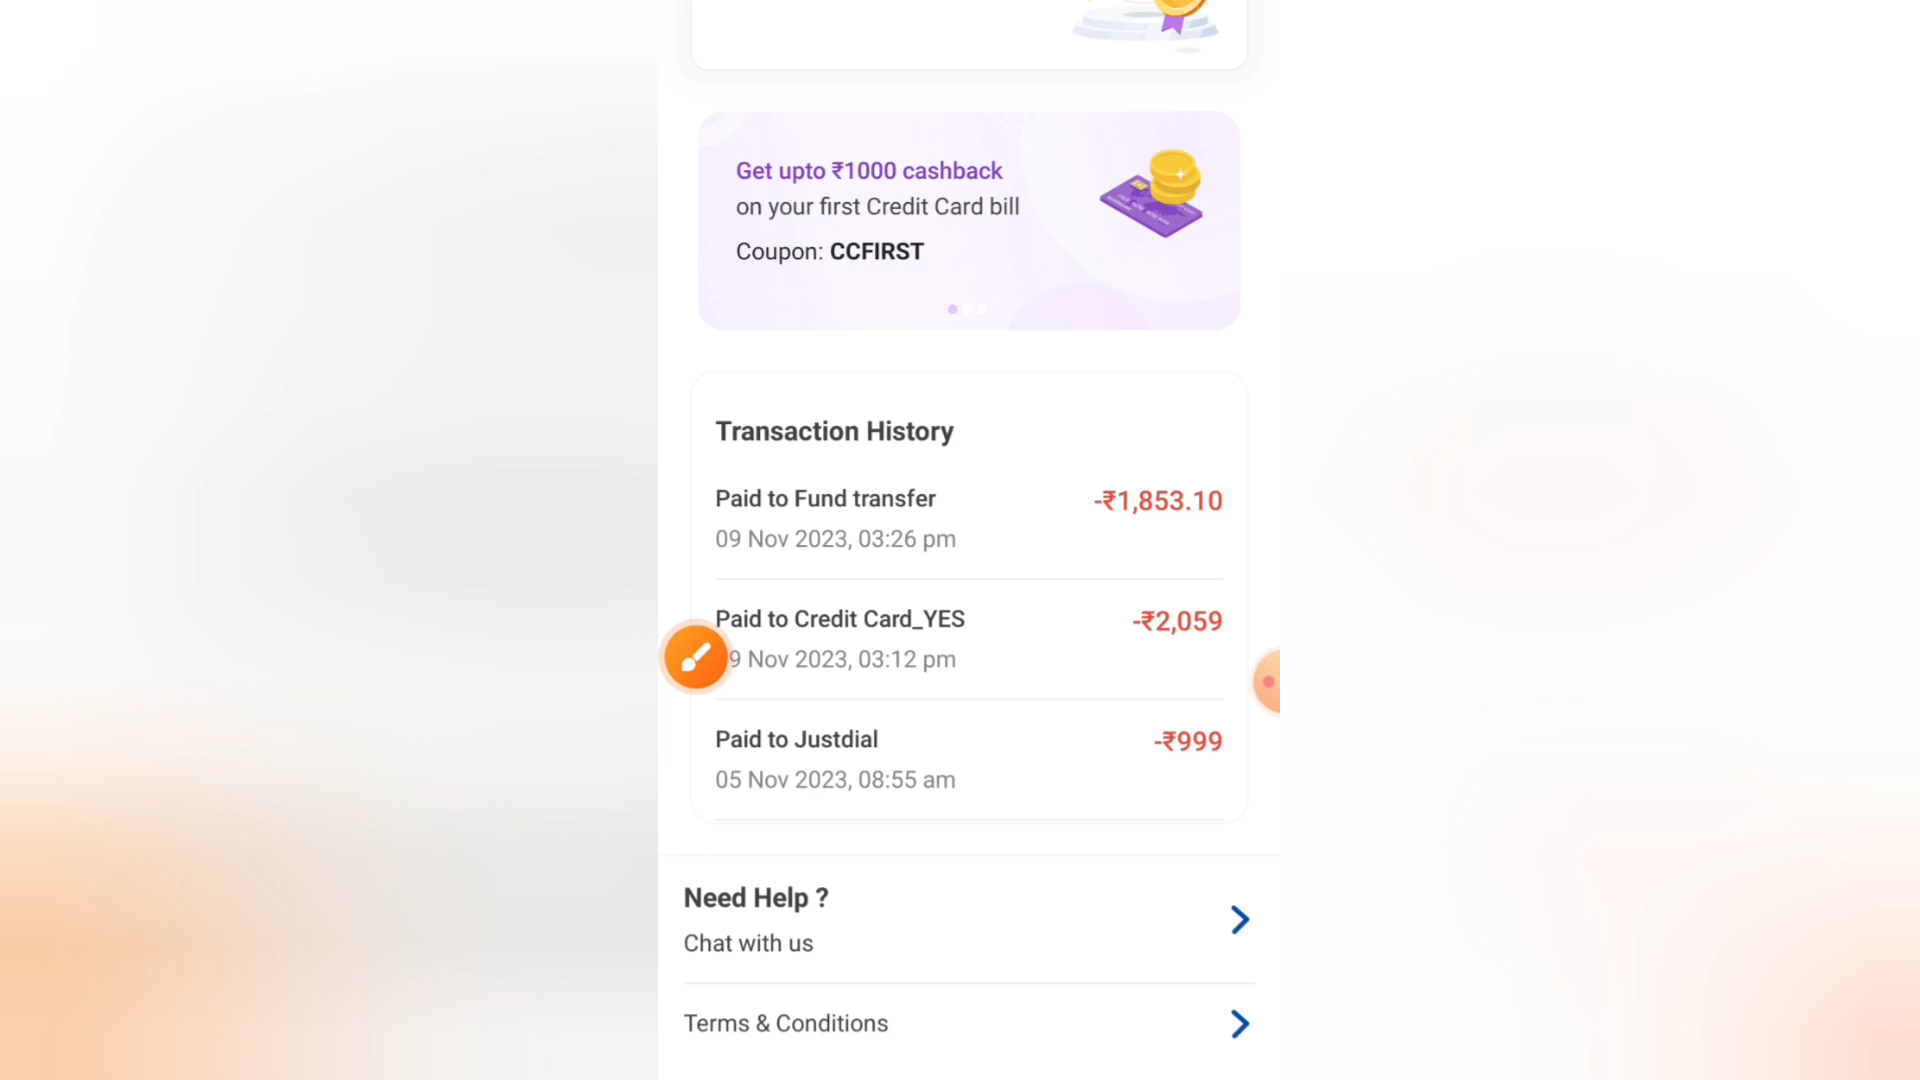 Get upto ₹1000 cashback
on your first Credit Card bill
Coupon: CCFIRST
Transaction History
Paid to Fund transfer
-₹1,853.10
09 Nov 2023, 03:26 pm
Paid to Credit Card_YES
-₹2,059
9 Nov 2023, 03:12 pm
Paid to Justdial
-₹999
05 Nov 2023, 08:55 am
Need Help ?
Chat with us
Terms & Conditions